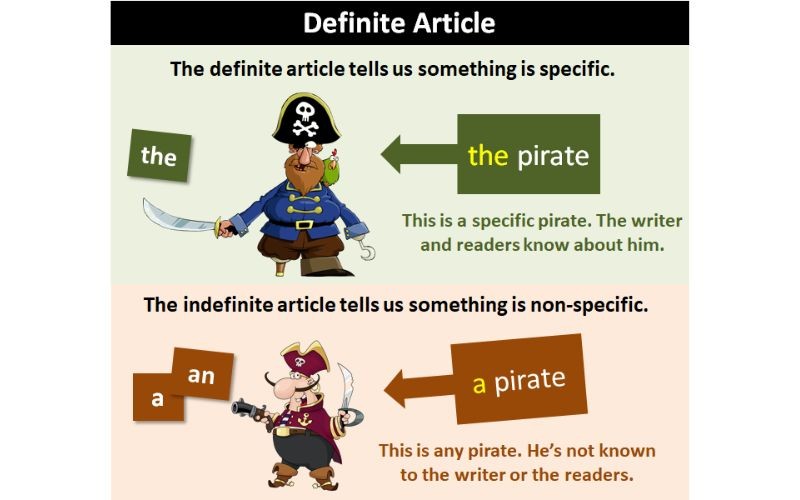 Definite Article
The definite article tells us something is specific.
the
the pirate
This is a specific pirate. The writer
and readers know about him.
The indefinite article tells us something is non-specific.
an
a
a pirate
This is any pirate. He’s not known
to the writer or the readers.